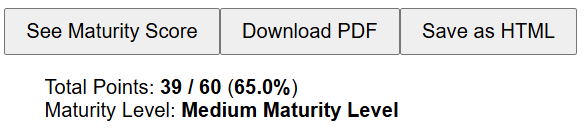 See Maturity Score Download PDF Save as HTML
Total Points: 39 / 60 (65.0%)
Maturity Level: Medium Maturity Level